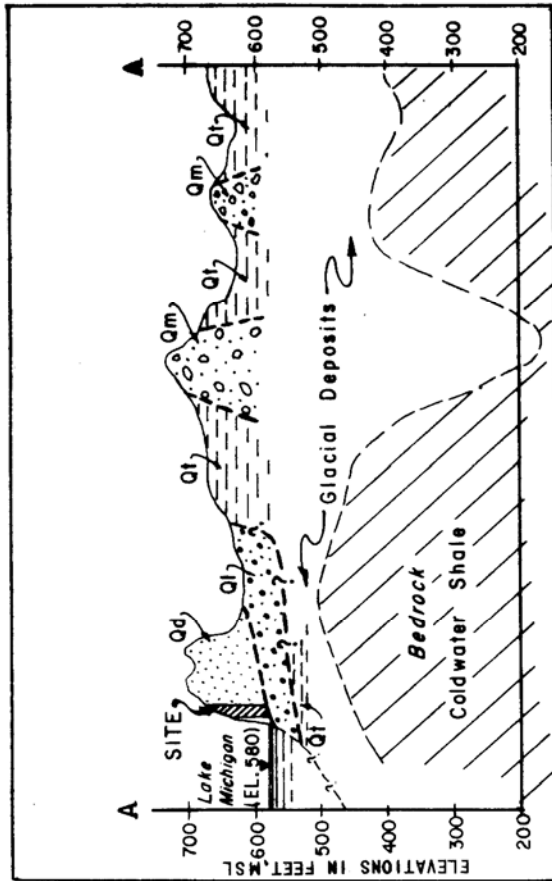 A
A
SITE
Lake
Michigan
(EL. 580)
Qd
Ql
Qt
Qm
Qt
Qm
Qt
Qt
?
?
Glacial Deposits
Bedrock
Coldwater Shale
ELEVATIONS IN FEET, MSL
700
600
500
400
300
200
700
600
500
400
300
200